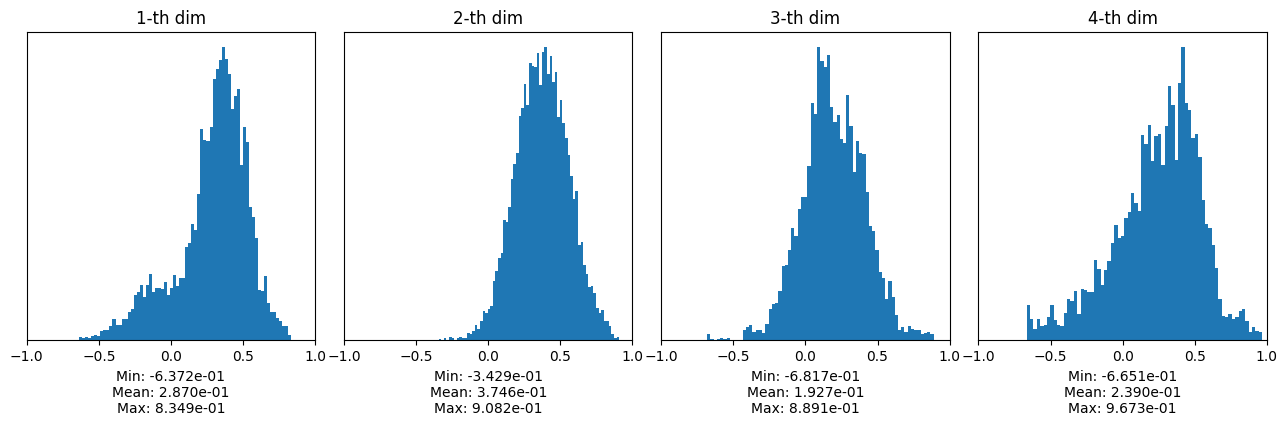 1-th dim
2-th dim
3-th dim
4-th dim
−1.0 −0.5 0.0 0.5 1.0
−1.0 −0.5 0.0 0.5 1.0
−1.0 −0.5 0.0 0.5 1.0
−1.0 −0.5 0.0 0.5 1.0
Min: -6.372e-01
Mean: 2.870e-01
Max: 8.349e-01
Min: -3.429e-01
Mean: 3.746e-01
Max: 9.082e-01
Min: -6.817e-01
Mean: 1.927e-01
Max: 8.891e-01
Min: -6.651e-01
Mean: 2.390e-01
Max: 9.673e-01